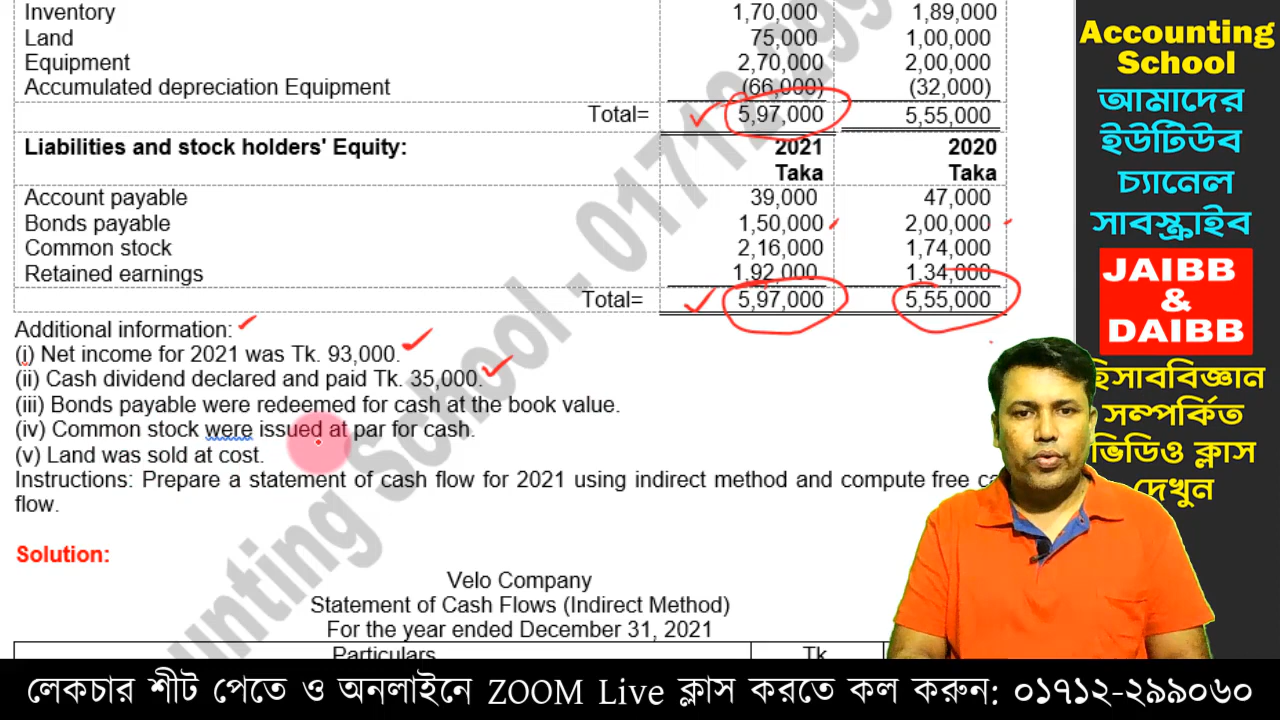 Inventory 1,70,000 1,89,000
Land 75,000 1,00,000
Equipment 2,70,000 2,00,000
Accumulated depreciation Equipment (66,000) (32,000)
Total= 5,97,000 5,55,000
Liabilities and stock holders' Equity: 2021 2020
Taka Taka
Account payable 39,000 47,000
Bonds payable 1,50,000 2,00,000
Common stock 2,16,000 1,74,000
Retained earnings 1,92,000 1,34,000
Total= 5,97,000 5,55,000
Additional information:
(i) Net income for 2021 was Tk. 93,000.
(ii) Cash dividend declared and paid Tk. 35,000.
(iii) Bonds payable were redeemed for cash at the book value.
(iv) Common stock were issued at par for cash.
(v) Land was sold at cost.
Instructions: Prepare a statement of cash flow for 2021 using indirect method and compute free ca
flow.
Solution:
Velo Company
Statement of Cash Flows (Indirect Method)
For the year ended December 31, 2021
Particulars Tk
unting School - 01712-299
Accounting
School
আমাদের
ইউটিউব
চ্যানেল
সাবস্ক্রাইব
JAIBB
&
DAIBB
হিসাববিজ্ঞান
সম্পর্কিত
ভিডিও ক্লাস
দেখুন
লেকচার শীট পেতে ও অনলাইনে ZOOM Live ক্লাস করতে কল করুন: ০১৭১২-২৯৯০৬০